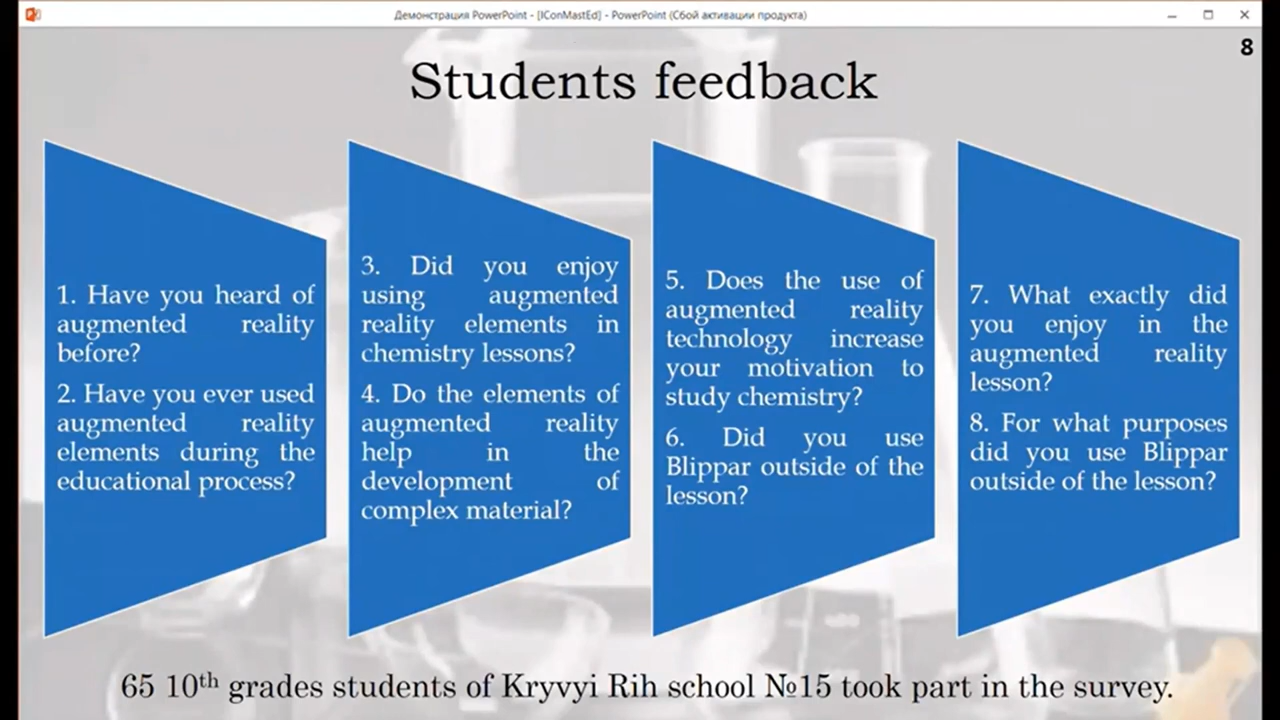 Демонстрация PowerPoint - [IConMastEd] - PowerPoint (Сбой активации продукта)
8
Students feedback
1. Have you heard of
augmented reality
before?
2. Have you ever used
augmented reality
elements during the
educational process?
3. Did you enjoy
using augmented
reality elements in
chemistry lessons?
4. Do the elements of
augmented reality
help in the
development of
complex material?
5. Does the use of
augmented reality
technology increase
your motivation to
study chemistry?
6. Did you use
Blippar outside of the
lesson?
7. What exactly did
you enjoy in the
augmented reality
lesson?
8. For what purposes
did you use Blippar
outside of the lesson?
65 10th grades students of Kryvyi Rih school №15 took part in the survey.